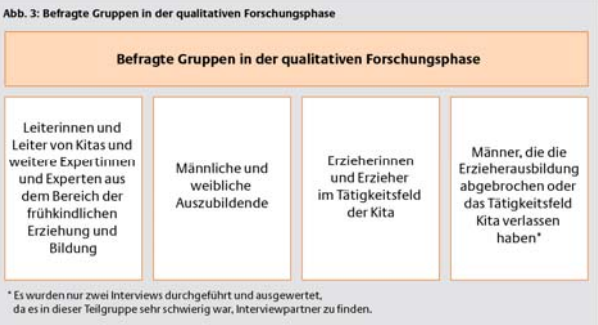 Abb. 3: Befragte Gruppen in der qualitativen Forschungsphase
Befragte Gruppen in der qualitativen Forschungsphase
Leiterinnen und
Leiter von Kitas und
weitere Expertinnen
und Experten aus
dem Bereich der
frühkindlichen
Erziehung und
Bildung
Männliche und
weibliche
Auszubildende
Erzieherinnen
und Erzieher
im Tätigkeitsfeld
der Kita
Männer, die die
Erzieherausbildung
abgebrochen oder
das Tätigkeitsfeld
Kita verlassen
haben*
* Es wurden nur zwei Interviews durchgeführt und ausgewertet,
da es in dieser Teilgruppe sehr schwierig war, Interviewpartner zu finden.